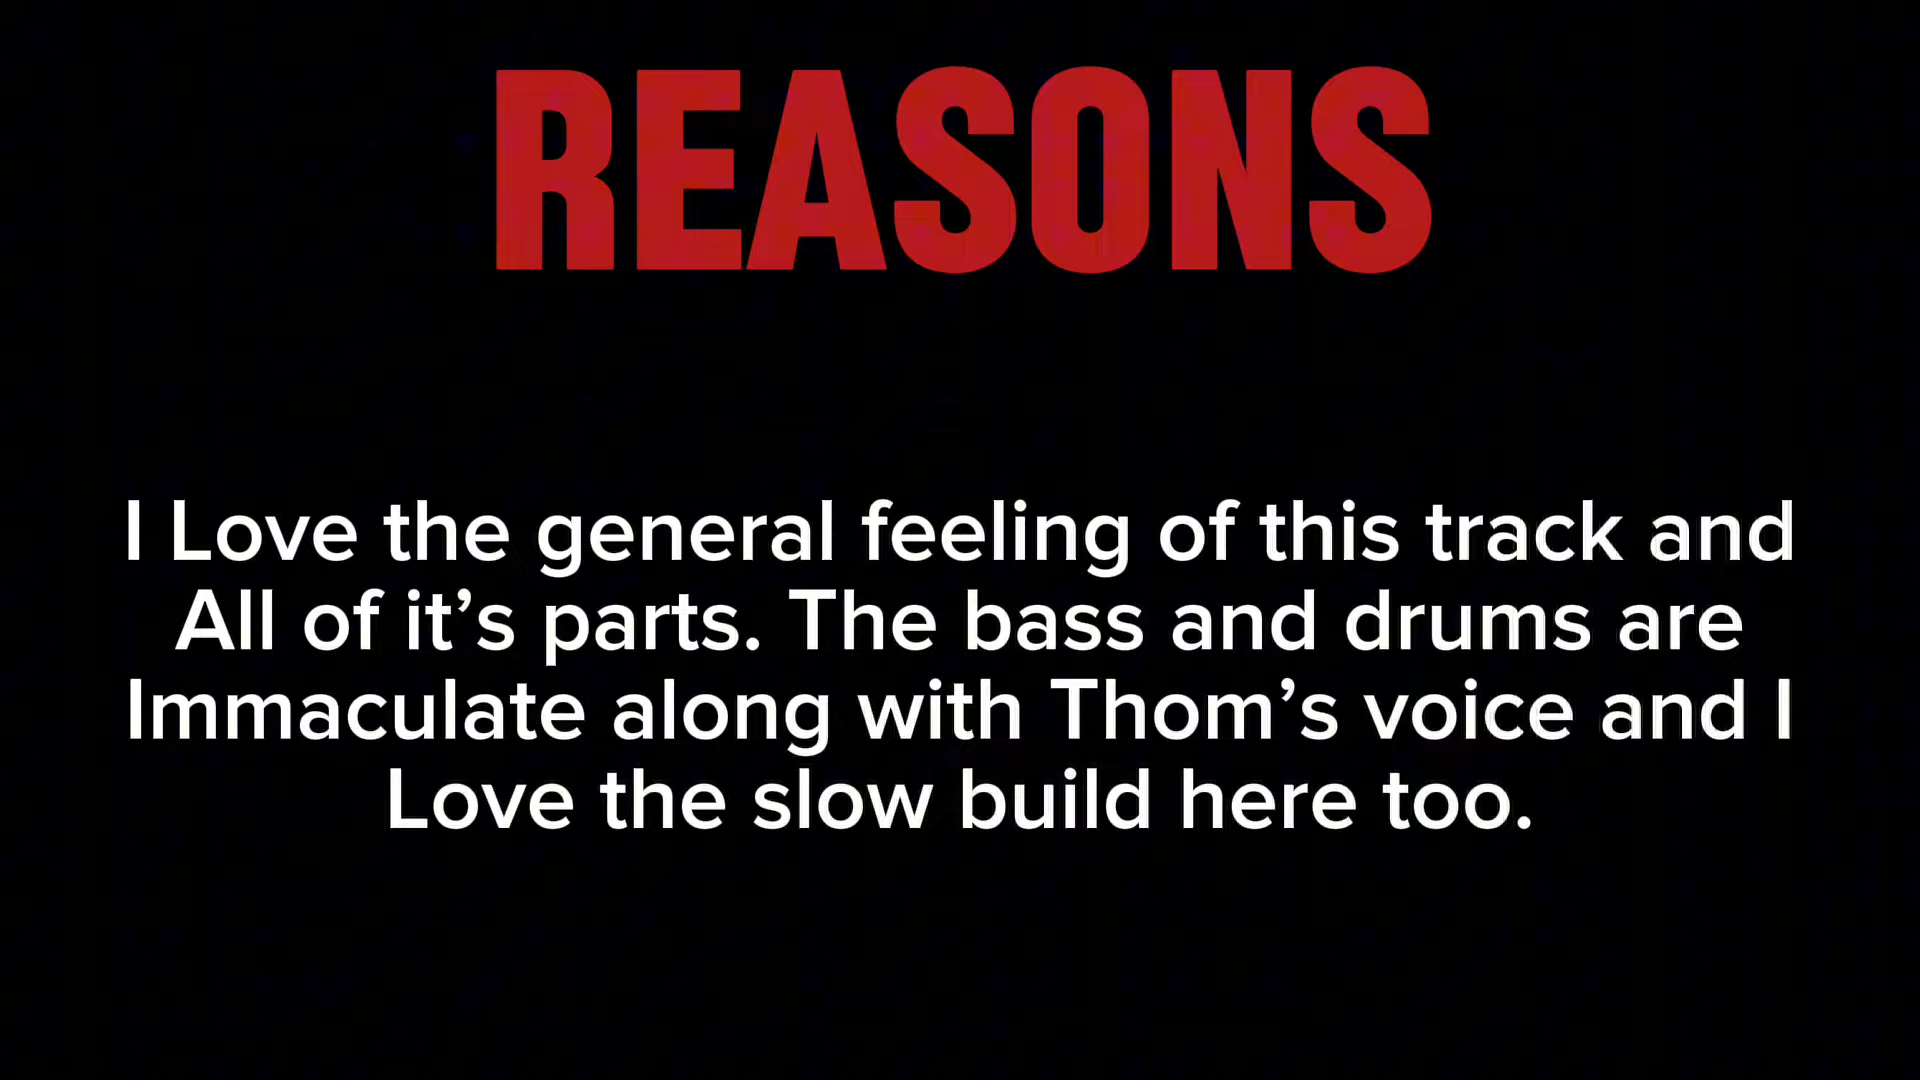 REASONS
I Love the general feeling of this track and
All of it’s parts. The bass and drums are
Immaculate along with Thom’s voice and I
Love the slow build here too.